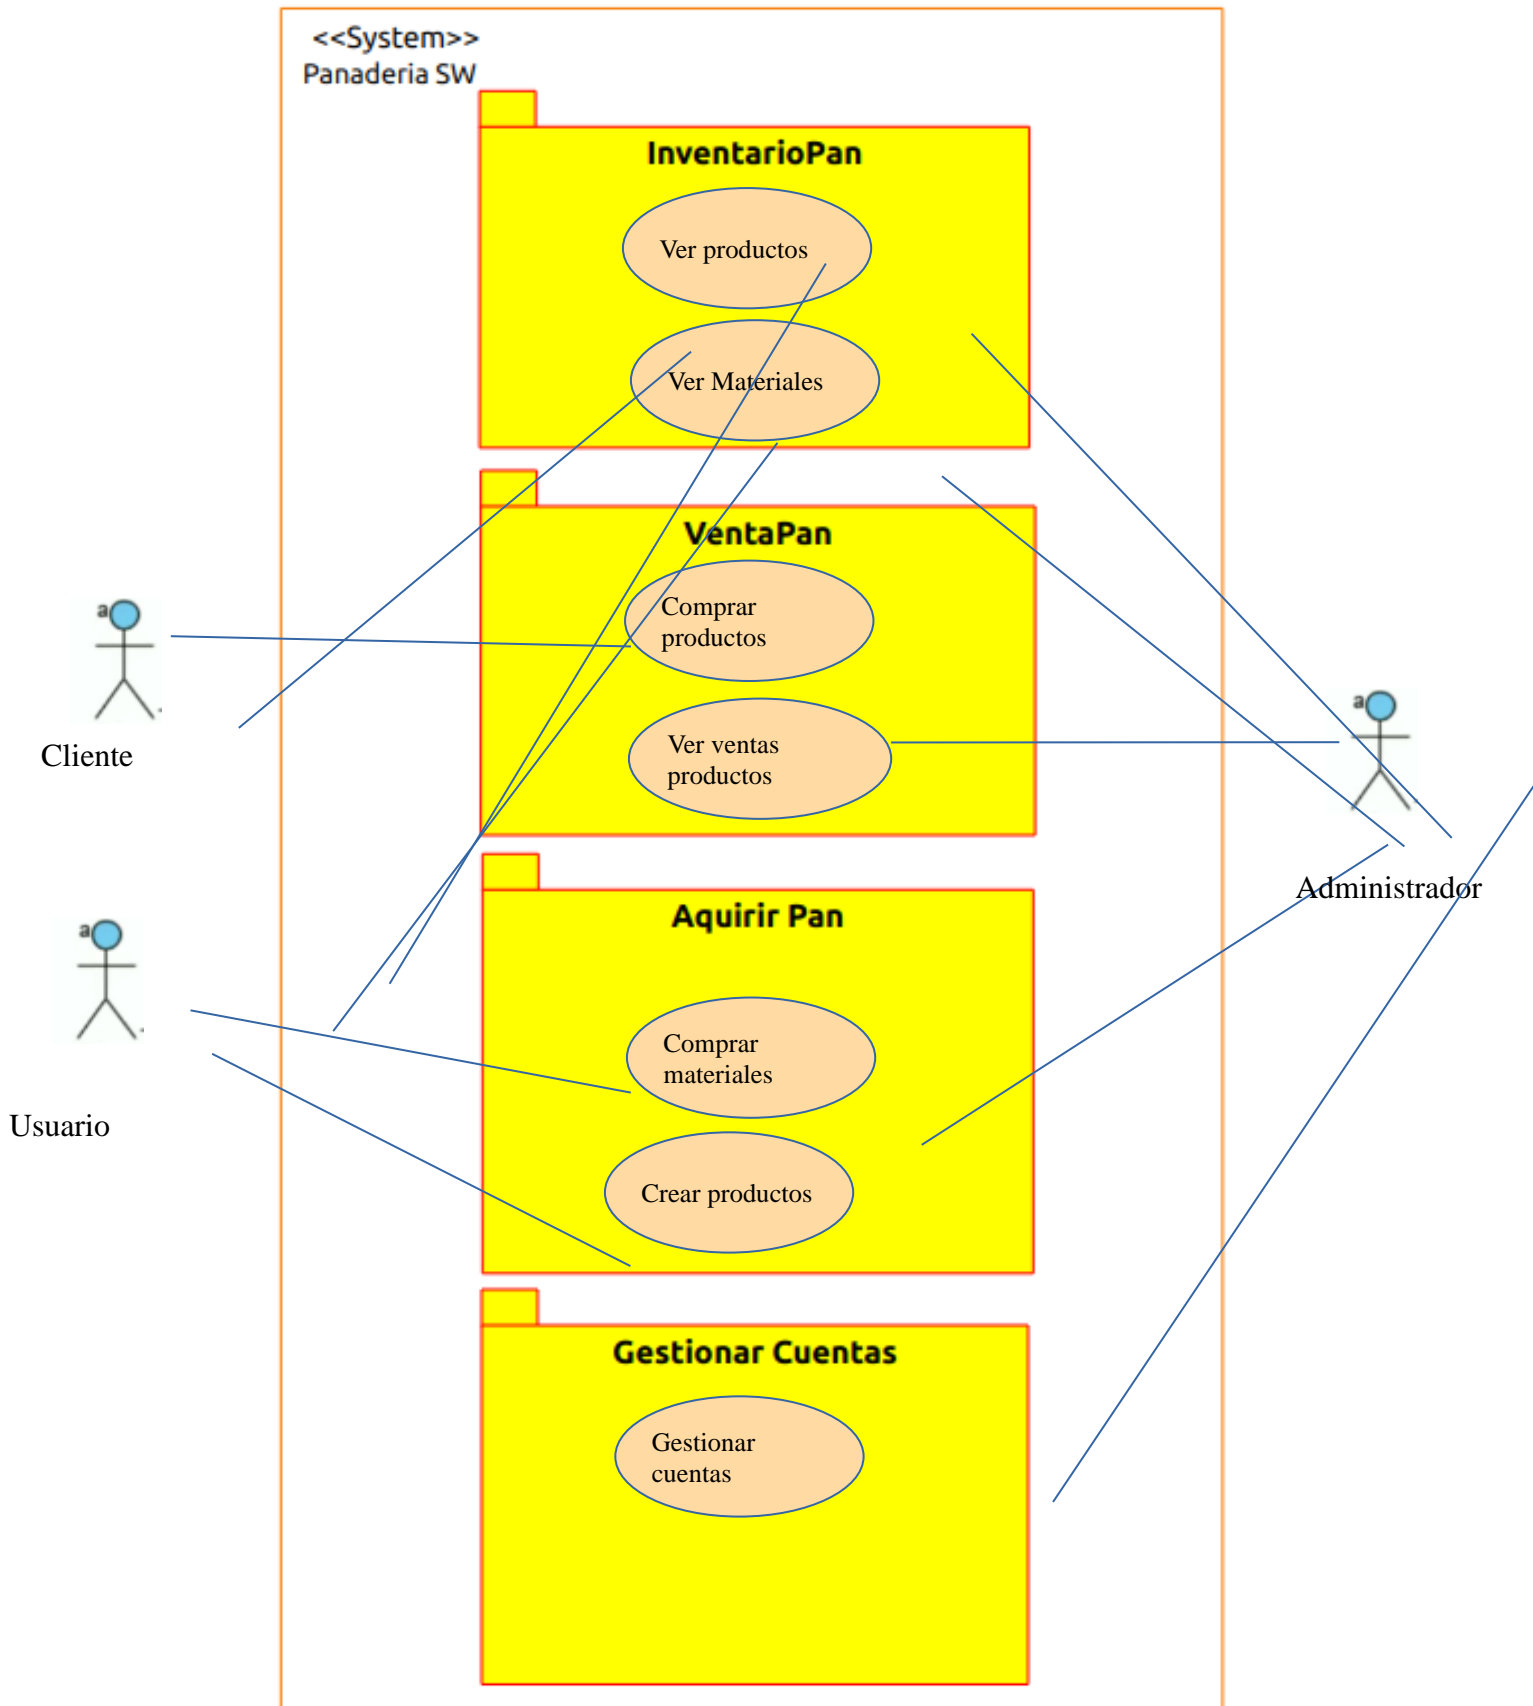 <<System>>
Panaderia SW
InventarioPan
Ver productos
Ver Materiales
VentaPan
Comprar
productos
Ver ventas
productos
a
Cliente
a
Administrador
Aquirir Pan
Comprar
materiales
Crear productos
a
Usuario
Gestionar Cuentas
Gestionar
cuentas